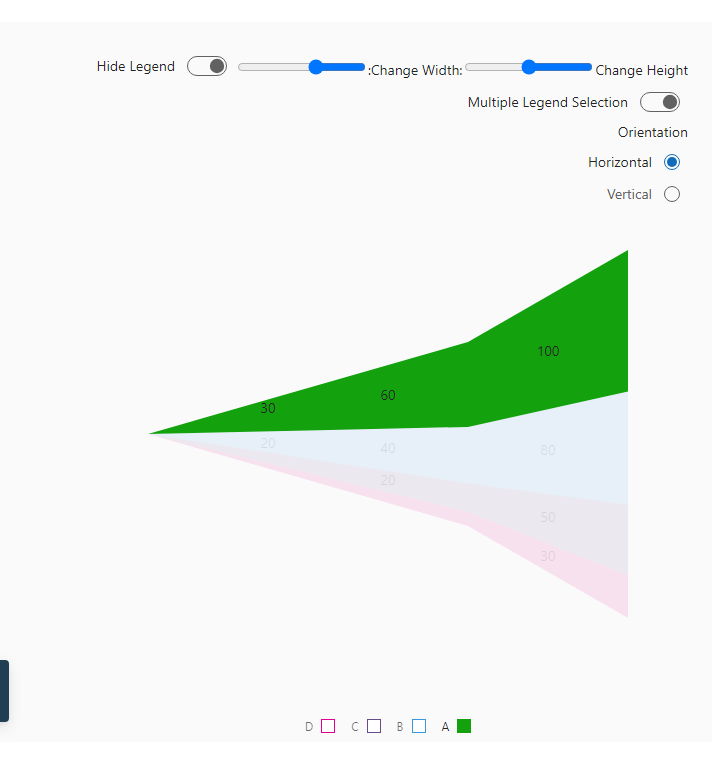 Hide Legend
:Change Width:
Change Height
Multiple Legend Selection
Orientation
Horizontal
Vertical
100
60
30
20
40
80
20
50
30
D C B A